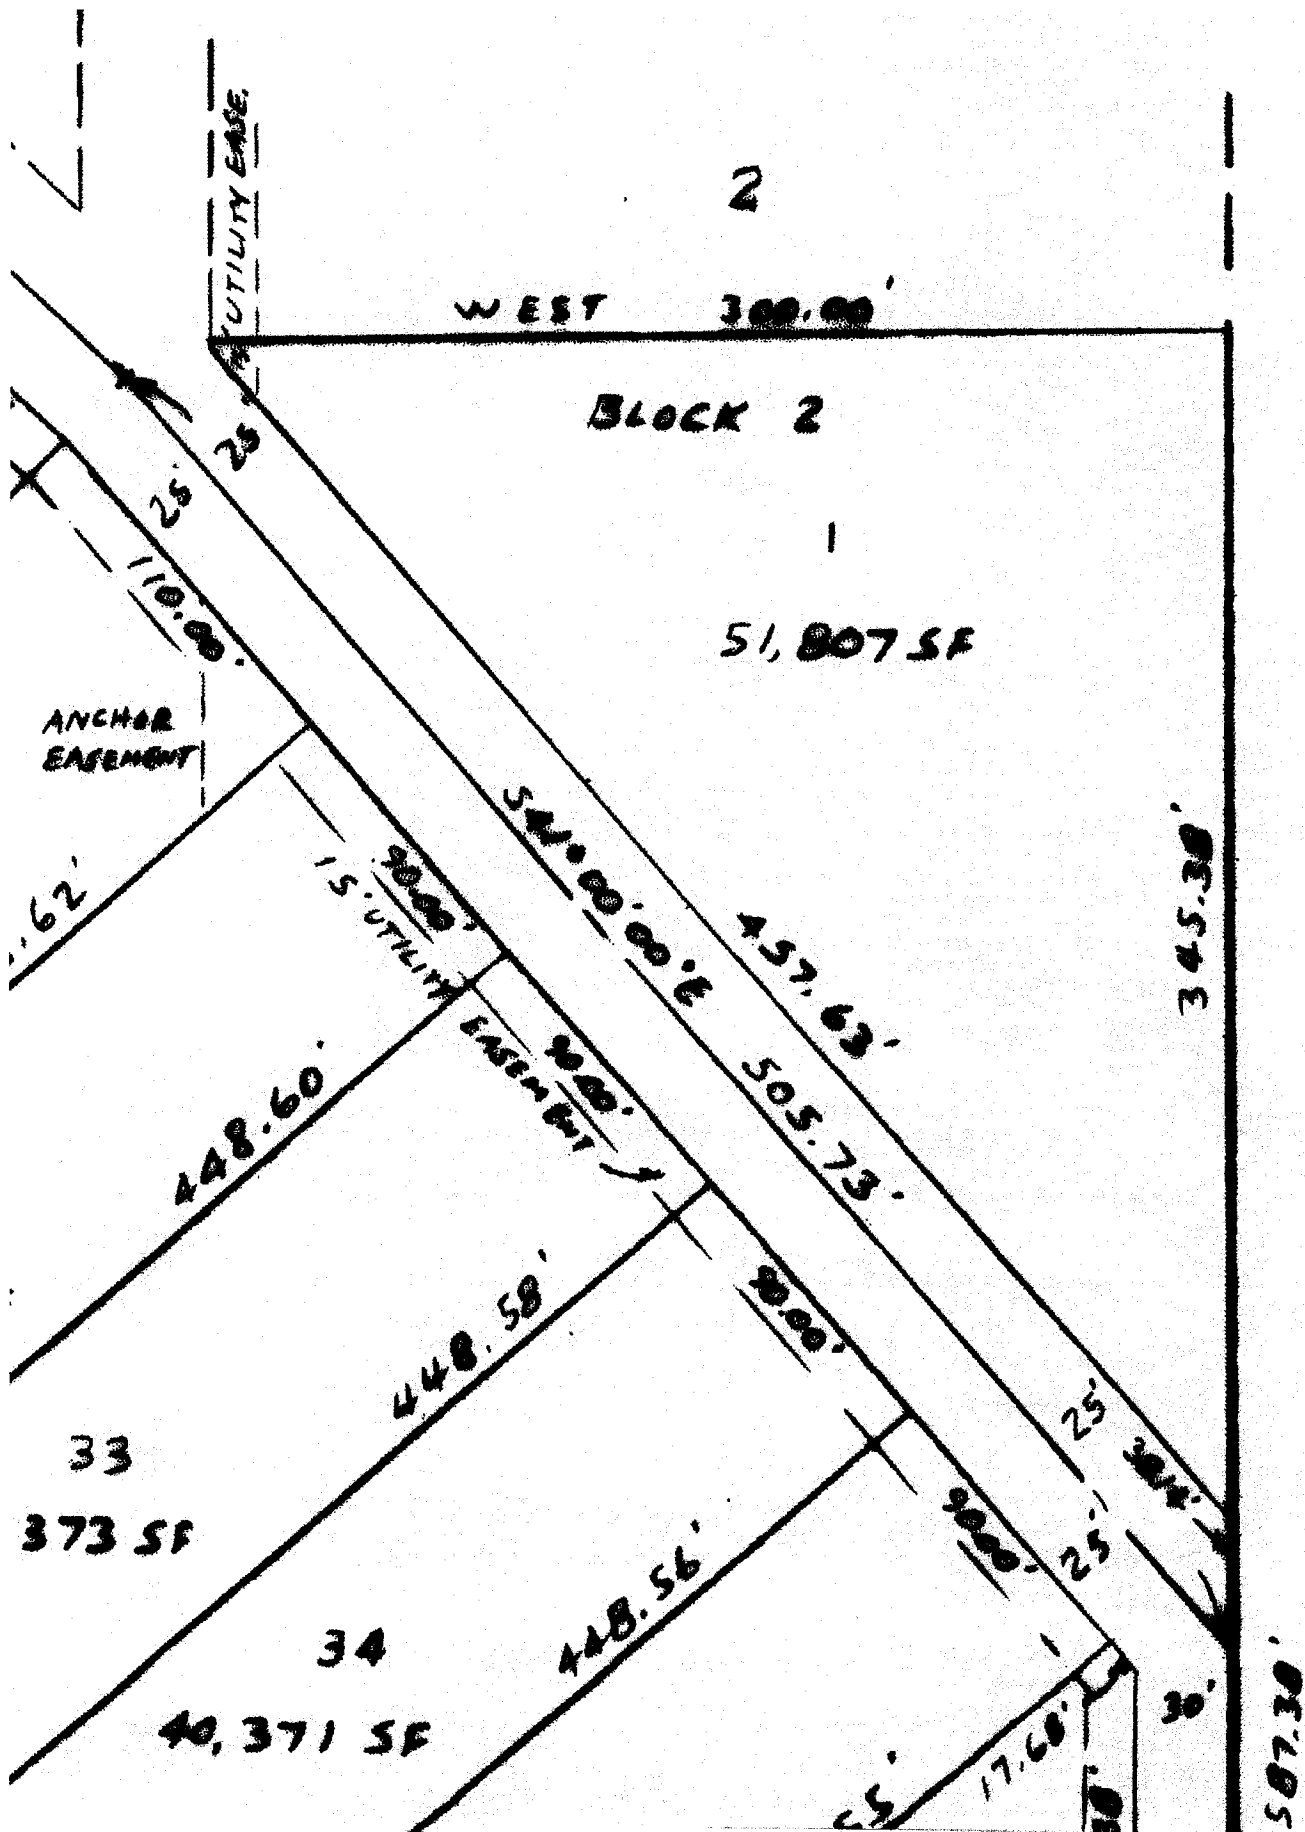 UTILITY EASE.
2
WEST 300.00'
BLOCK 2
25'
25'
1
110.00'
51,807 SF
ANCHOR
EASEMENT
S41°00'00"E
90.00'
15' UTILITY
EASEMENT
.62'
457.63'
345.38'
505.73'
90.00'
448.60'
448.58'
90.00'
25'
33
373 SF
90.00'
25'
448.56'
34
40,371 SF
30'
17.68'
587.38'
55'